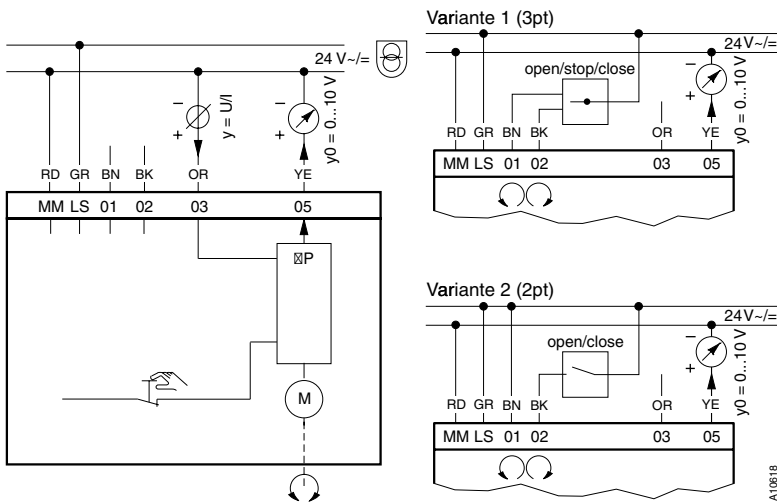 24 V~/=
y = U/I
y0 = 0...10 V
– + – +
RD GR BN BK OR YE
MM LS 01 02 03 05
P
M
Variante 1 (3pt)
24V~/=
open/stop/close
– +
y0 = 0...10 V
RD GR BN BK OR YE
MM LS 01 02 03 05
Variante 2 (2pt)
24V~/=
open/close
– +
y0 = 0...10 V
RD GR BN BK OR YE
MM LS 01 02 03 05
A10618